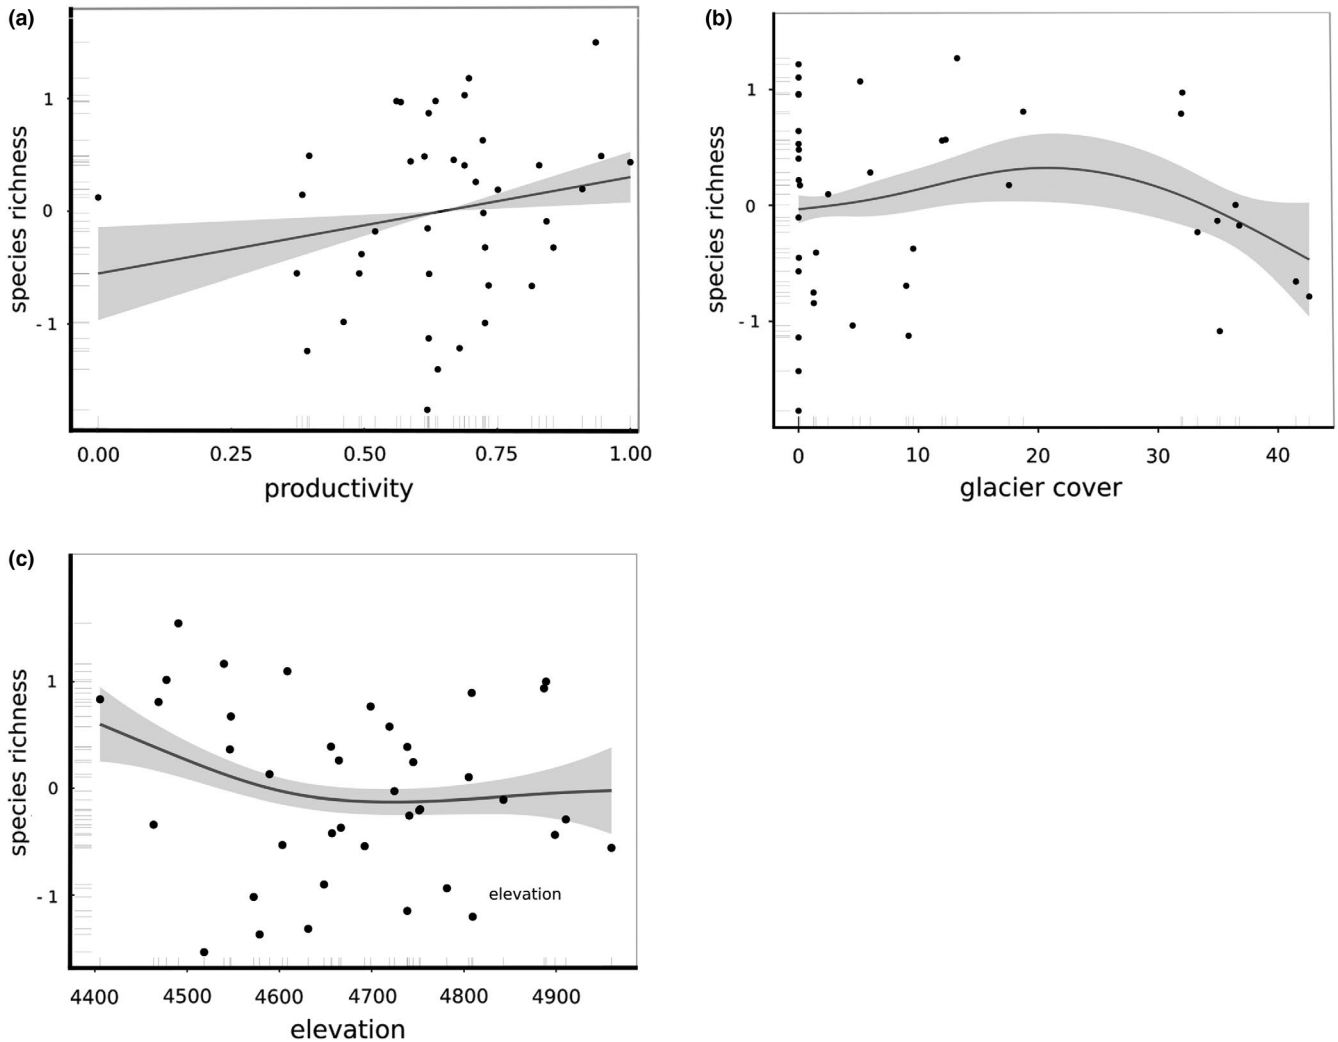 (a)
species richness
1
0
- 1
0.00 0.25 0.50 0.75 1.00
productivity
(b)
species richness
1
0
- 1
0 10 20 30 40
glacier cover
(c)
species richness
1
0
- 1
elevation
4400 4500 4600 4700 4800 4900
elevation